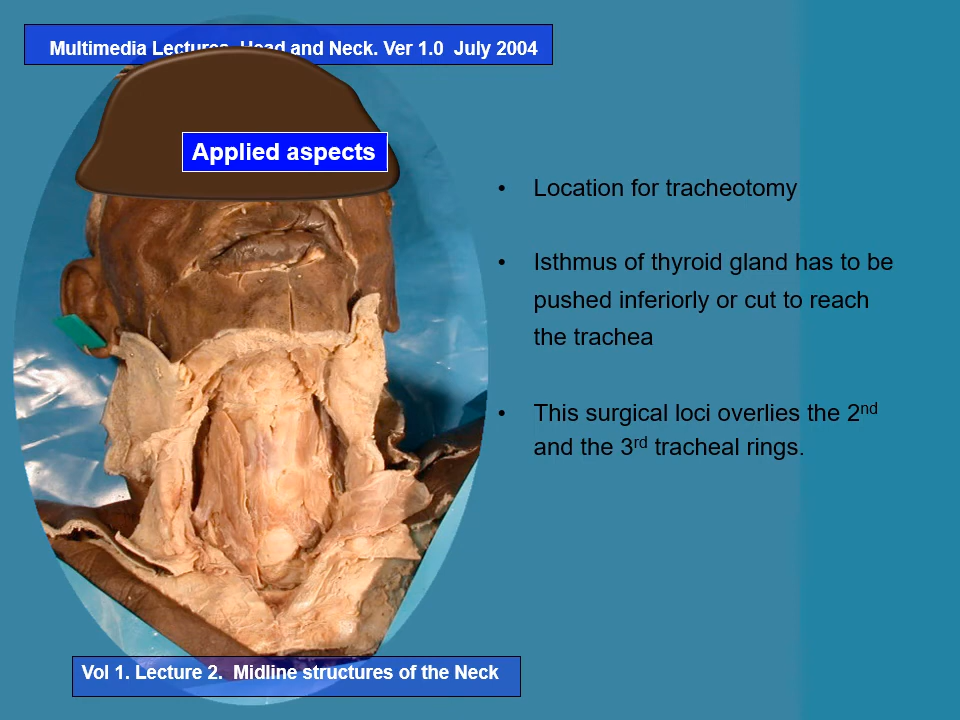 Multimedia Lectures. Head and Neck. Ver 1.0 July 2004
Applied aspects
• Location for tracheotomy
• Isthmus of thyroid gland has to be
pushed inferiorly or cut to reach
the trachea
• This surgical loci overlies the 2nd
and the 3rd tracheal rings.
Vol 1. Lecture 2. Midline structures of the Neck